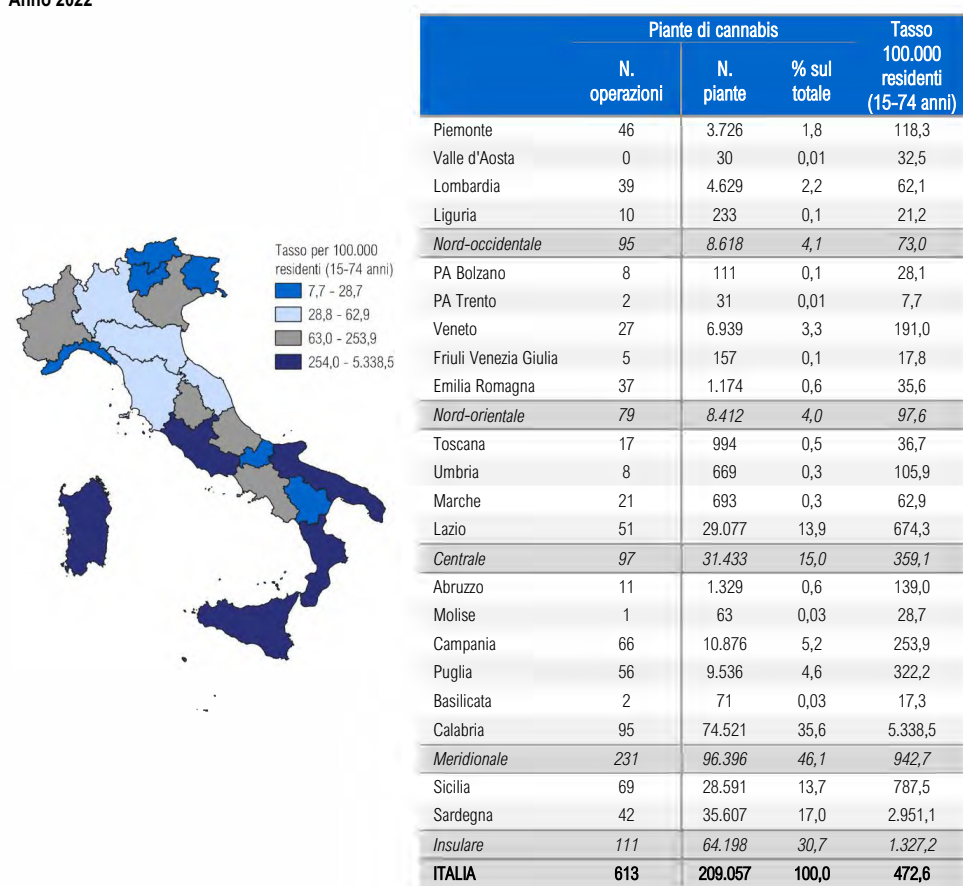 Anno 2022
Tasso per 100.000
residenti (15-74 anni)
7,7 - 28,7
28,8 - 62,9
63,0 - 253,9
254,0 - 5.338,5
Piante di cannabis Tasso
100.000
residenti
(15-74 anni)
N.
operazioni N.
piante % sul
totale
Piemonte 46 3.726 1,8 118,3
Valle d'Aosta 0 30 0,01 32,5
Lombardia 39 4.629 2,2 62,1
Liguria 10 233 0,1 21,2
Nord-occidentale 95 8.618 4,1 73,0
PA Bolzano 8 111 0,1 28,1
PA Trento 2 31 0,01 7,7
Veneto 27 6.939 3,3 191,0
Friuli Venezia Giulia 5 157 0,1 17,8
Emilia Romagna 37 1.174 0,6 35,6
Nord-orientale 79 8.412 4,0 97,6
Toscana 17 994 0,5 36,7
Umbria 8 669 0,3 105,9
Marche 21 693 0,3 62,9
Lazio 51 29.077 13,9 674,3
Centrale 97 31.433 15,0 359,1
Abruzzo 11 1.329 0,6 139,0
Molise 1 63 0,03 28,7
Campania 66 10.876 5,2 253,9
Puglia 56 9.536 4,6 322,2
Basilicata 2 71 0,03 17,3
Calabria 95 74.521 35,6 5.338,5
Meridionale 231 96.396 46,1 942,7
Sicilia 69 28.591 13,7 787,5
Sardegna 42 35.607 17,0 2.951,1
Insulare 111 64.198 30,7 1.327,2
ITALIA 613 209.057 100,0 472,6